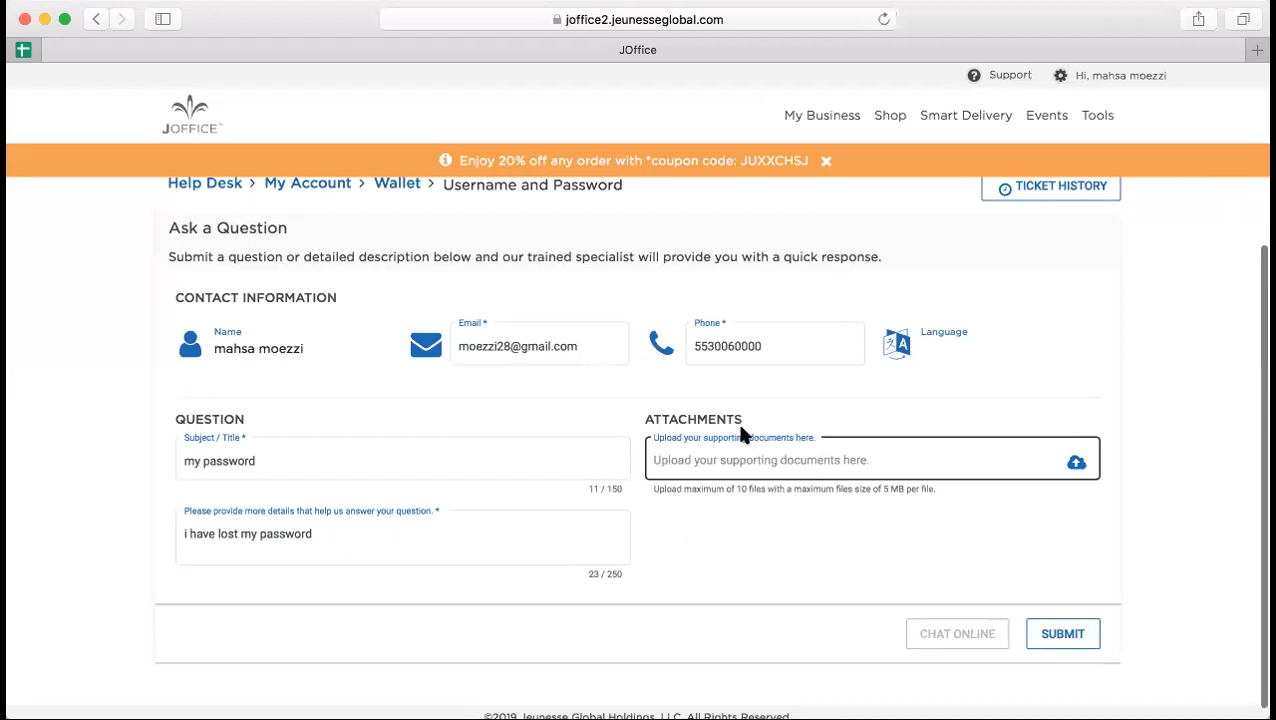 joffice2.jeunesseglobal.com
JOffice
Support
Hi, mahsa moezzi
JOFFICE™
My Business Shop Smart Delivery Events Tools
Enjoy 20% off any order with *coupon code: JUXXCHSJ
Help Desk > My Account > Wallet > Username and Password
TICKET HISTORY
Ask a Question
Submit a question or detailed description below and our trained specialist will provide you with a quick response.
CONTACT INFORMATION
Name
mahsa moezzi
Email *
moezzi28@gmail.com
Phone *
5530060000
Language
QUESTION
Subject / Title *
my password
11 / 150
Please provide more details that help us answer your question. *
i have lost my password
23 / 250
ATTACHMENTS
Upload your supporting documents here.
Upload your supporting documents here.
Upload maximum of 10 files with a maximum files size of 5 MB per file.
CHAT ONLINE
SUBMIT
©2019 Jeunesse Global Holdings, LLC. All Rights Reserved.